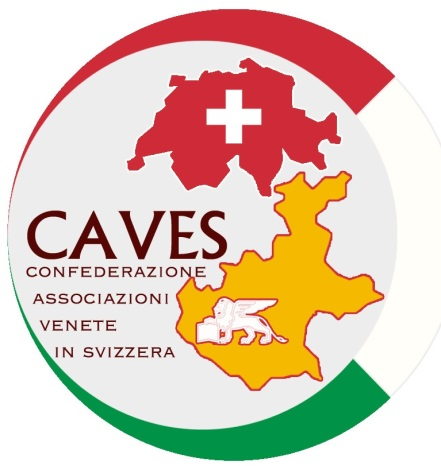 CAVES
CONFEDERAZIONE
ASSOCIAZIONI
VENETE
IN SVIZZERA